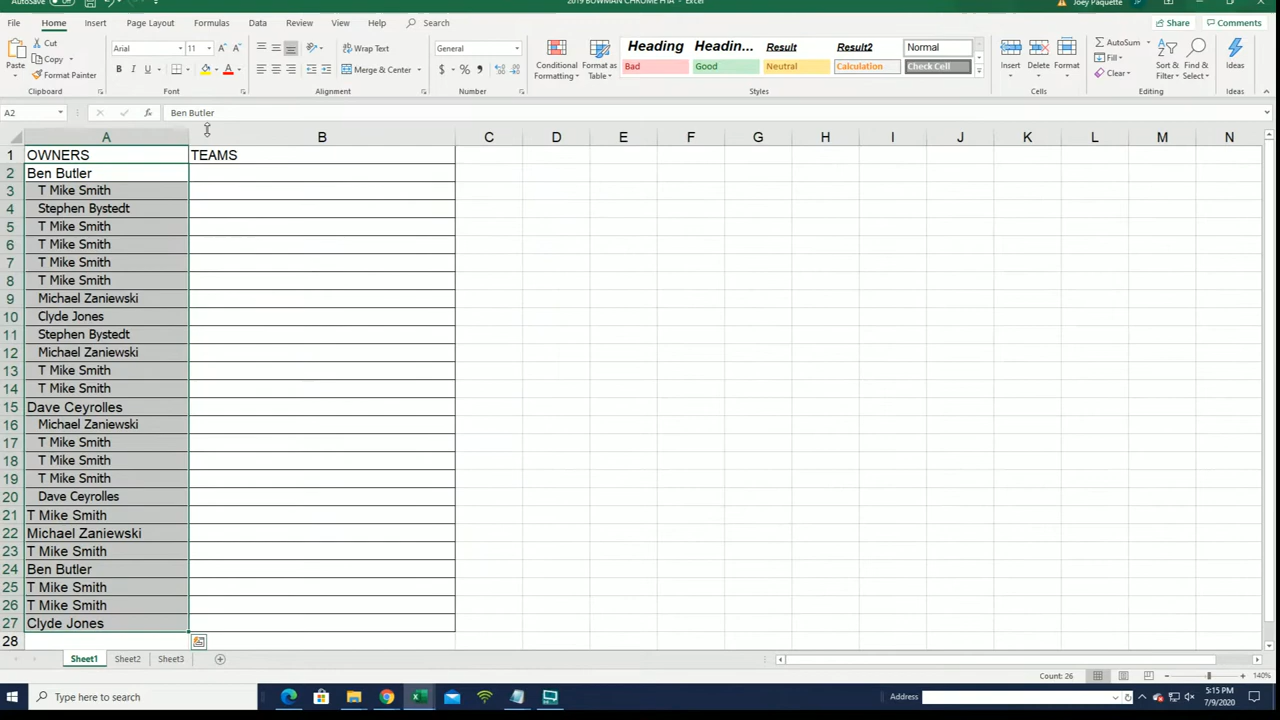 AutoSave Off 2019 BOWMAN CHROME HTA - Excel Joey Paquette JP
File Home Insert Page Layout Formulas Data Review View Help Search Share Comments
Cut
Copy
Format Painter
Paste
Clipboard
Arial 11
Font
Wrap Text
Merge & Center
Alignment
General
Number
Conditional Formatting
Format as Table
Heading Headin... Result Result2 Normal
Bad Good Neutral Calculation Check Cell
Styles
Insert Delete Format
Cells
AutoSum
Fill
Clear
Sort & Filter
Find & Select
Editing
Ideas
Ideas
A2 fx Ben Butler
A B C D E F G H I J K L M N
1 OWNERS TEAMS
2 Ben Butler
3 T Mike Smith
4 Stephen Bystedt
5 T Mike Smith
6 T Mike Smith
7 T Mike Smith
8 T Mike Smith
9 Michael Zaniewski
10 Clyde Jones
11 Stephen Bystedt
12 Michael Zaniewski
13 T Mike Smith
14 T Mike Smith
15 Dave Ceyrolles
16 Michael Zaniewski
17 T Mike Smith
18 T Mike Smith
19 T Mike Smith
20 Dave Ceyrolles
21 T Mike Smith
22 Michael Zaniewski
23 T Mike Smith
24 Ben Butler
25 T Mike Smith
26 T Mike Smith
27 Clyde Jones
28
Sheet1 Sheet2 Sheet3
Count: 26 140%
Type here to search Address 5:15 PM
7/9/2020